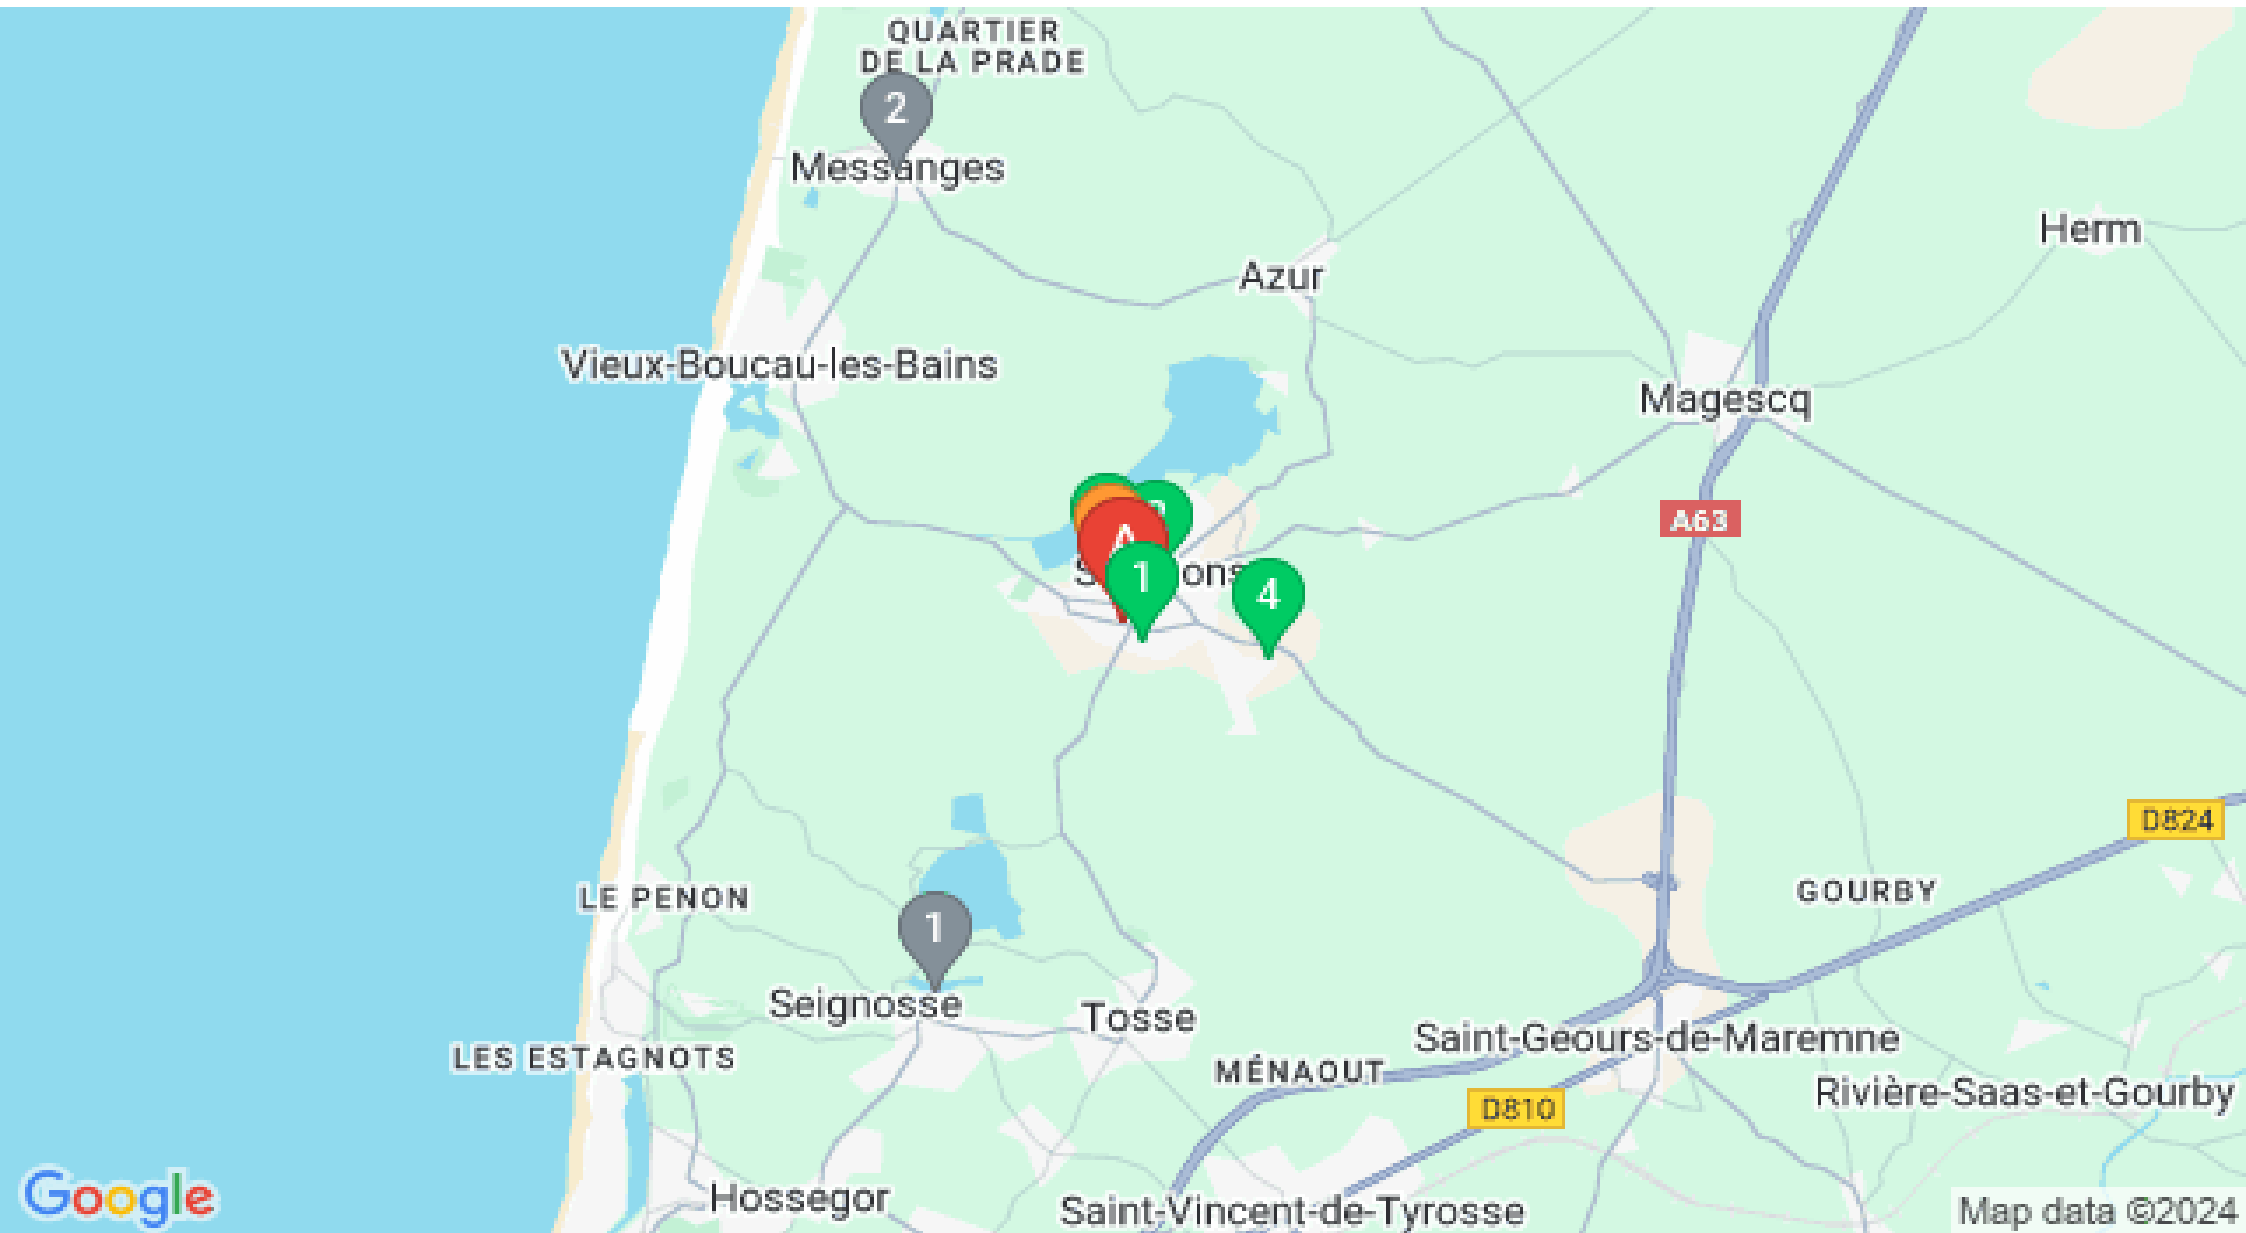 QUARTIER
DE LA PRADE
2
Messanges
Herm
Azur
Vieux-Boucau-les-Bains
Magescq
A63
A
1
4
D824
LE PENON
GOURBY
1
Seignosse
Tosse
Saint-Geours-de-Maremne
LES ESTAGNOTS
MÉNAOUT
Rivière-Saas-et-Gourby
D810
Google
Hossegor
Saint-Vincent-de-Tyrosse
Map data ©2024